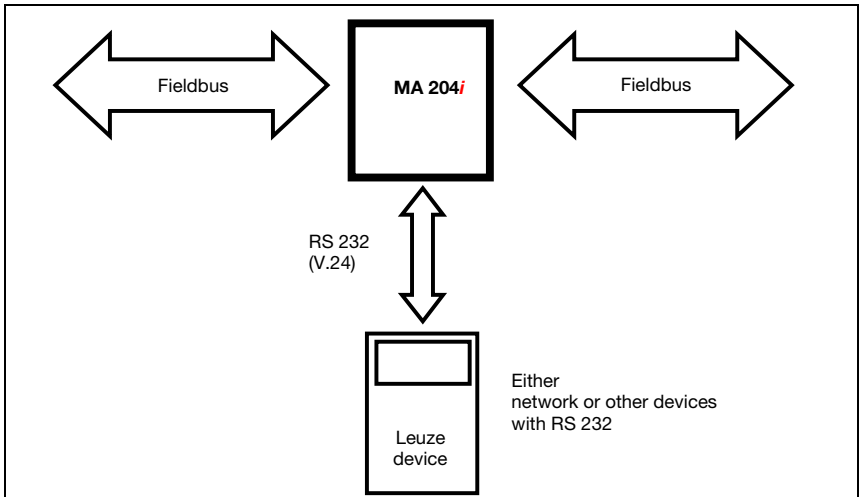 Fieldbus
MA 204i
Fieldbus
RS 232
(V.24)
Either
network or other devices
with RS 232
Leuze
device